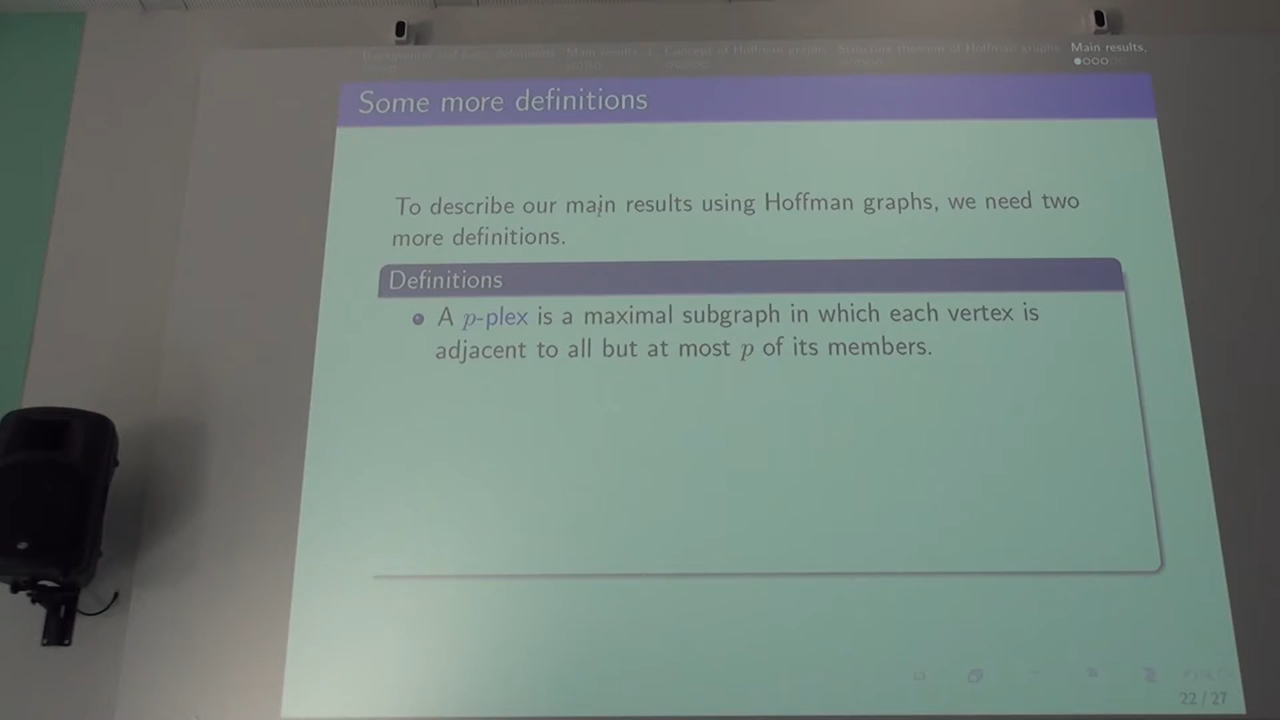 Main results  Concept of Hoffman graphs  Structure theorem of Hoffman graphs  Main results,
Some more definitions
To describe our main results using Hoffman graphs, we need two
more definitions.
Definitions
A p-plex is a maximal subgraph in which each vertex is
adjacent to all but at most p of its members.
22 / 27